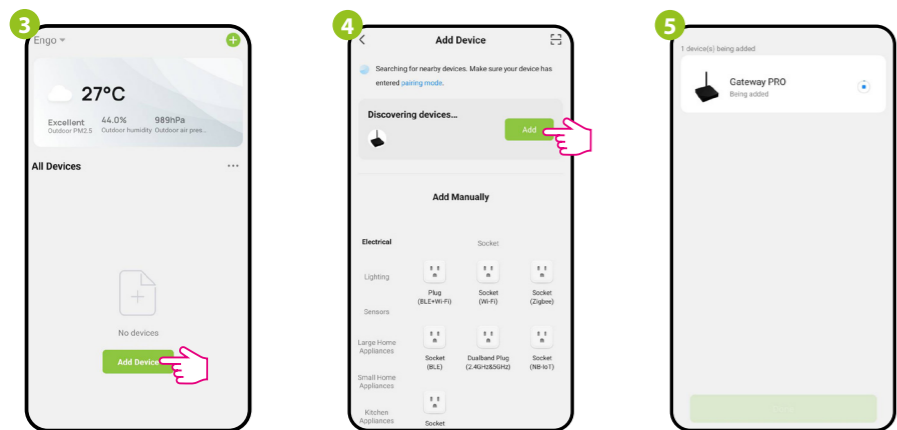 3
Engo
27°C
Excellent 44.0% 989hPa
Outdoor PM2.5 Outdoor humidity Outdoor air pres...
All Devices
...
No devices
Add Device
4
Add Device
Searching for nearby devices. Make sure your device has
entered pairing mode.
Discovering devices...
Add
Add Manually
Electrical
Socket
Lighting
Sensors
Large Home
Appliances
Small Home
Appliances
Kitchen
Appliances
Plug
(BLE+Wi-Fi)
Socket
(Wi-Fi)
Socket
(Zigbee)
Socket
(BLE)
Dualband Plug
(2.4GHz&5GHz)
Socket
(NB-IoT)
Socket
5
1 device(s) being added
Gateway PRO
Being added